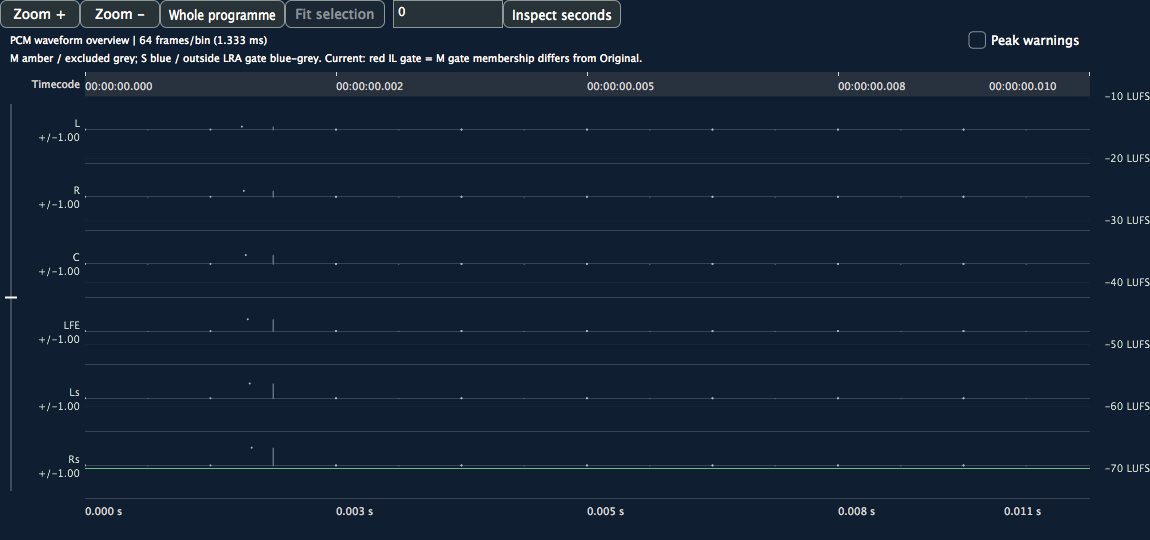 Zoom + Zoom – Whole programme Fit selection 0 Inspect seconds
PCM waveform overview | 64 frames/bin (1.333 ms)
Peak warnings
M amber / excluded grey; S blue / outside LRA gate blue-grey. Current: red IL gate = M gate membership differs from Original.
Timecode 00:00:00.000 00:00:00.002 00:00:00.005 00:00:00.008 00:00:00.010
-10 LUFS
L
+/-1.00
-20 LUFS
R
+/-1.00
-30 LUFS
C
+/-1.00
-40 LUFS
LFE
+/-1.00
-50 LUFS
Ls
+/-1.00
-60 LUFS
Rs
+/-1.00
-70 LUFS
0.000 s 0.003 s 0.005 s 0.008 s 0.011 s